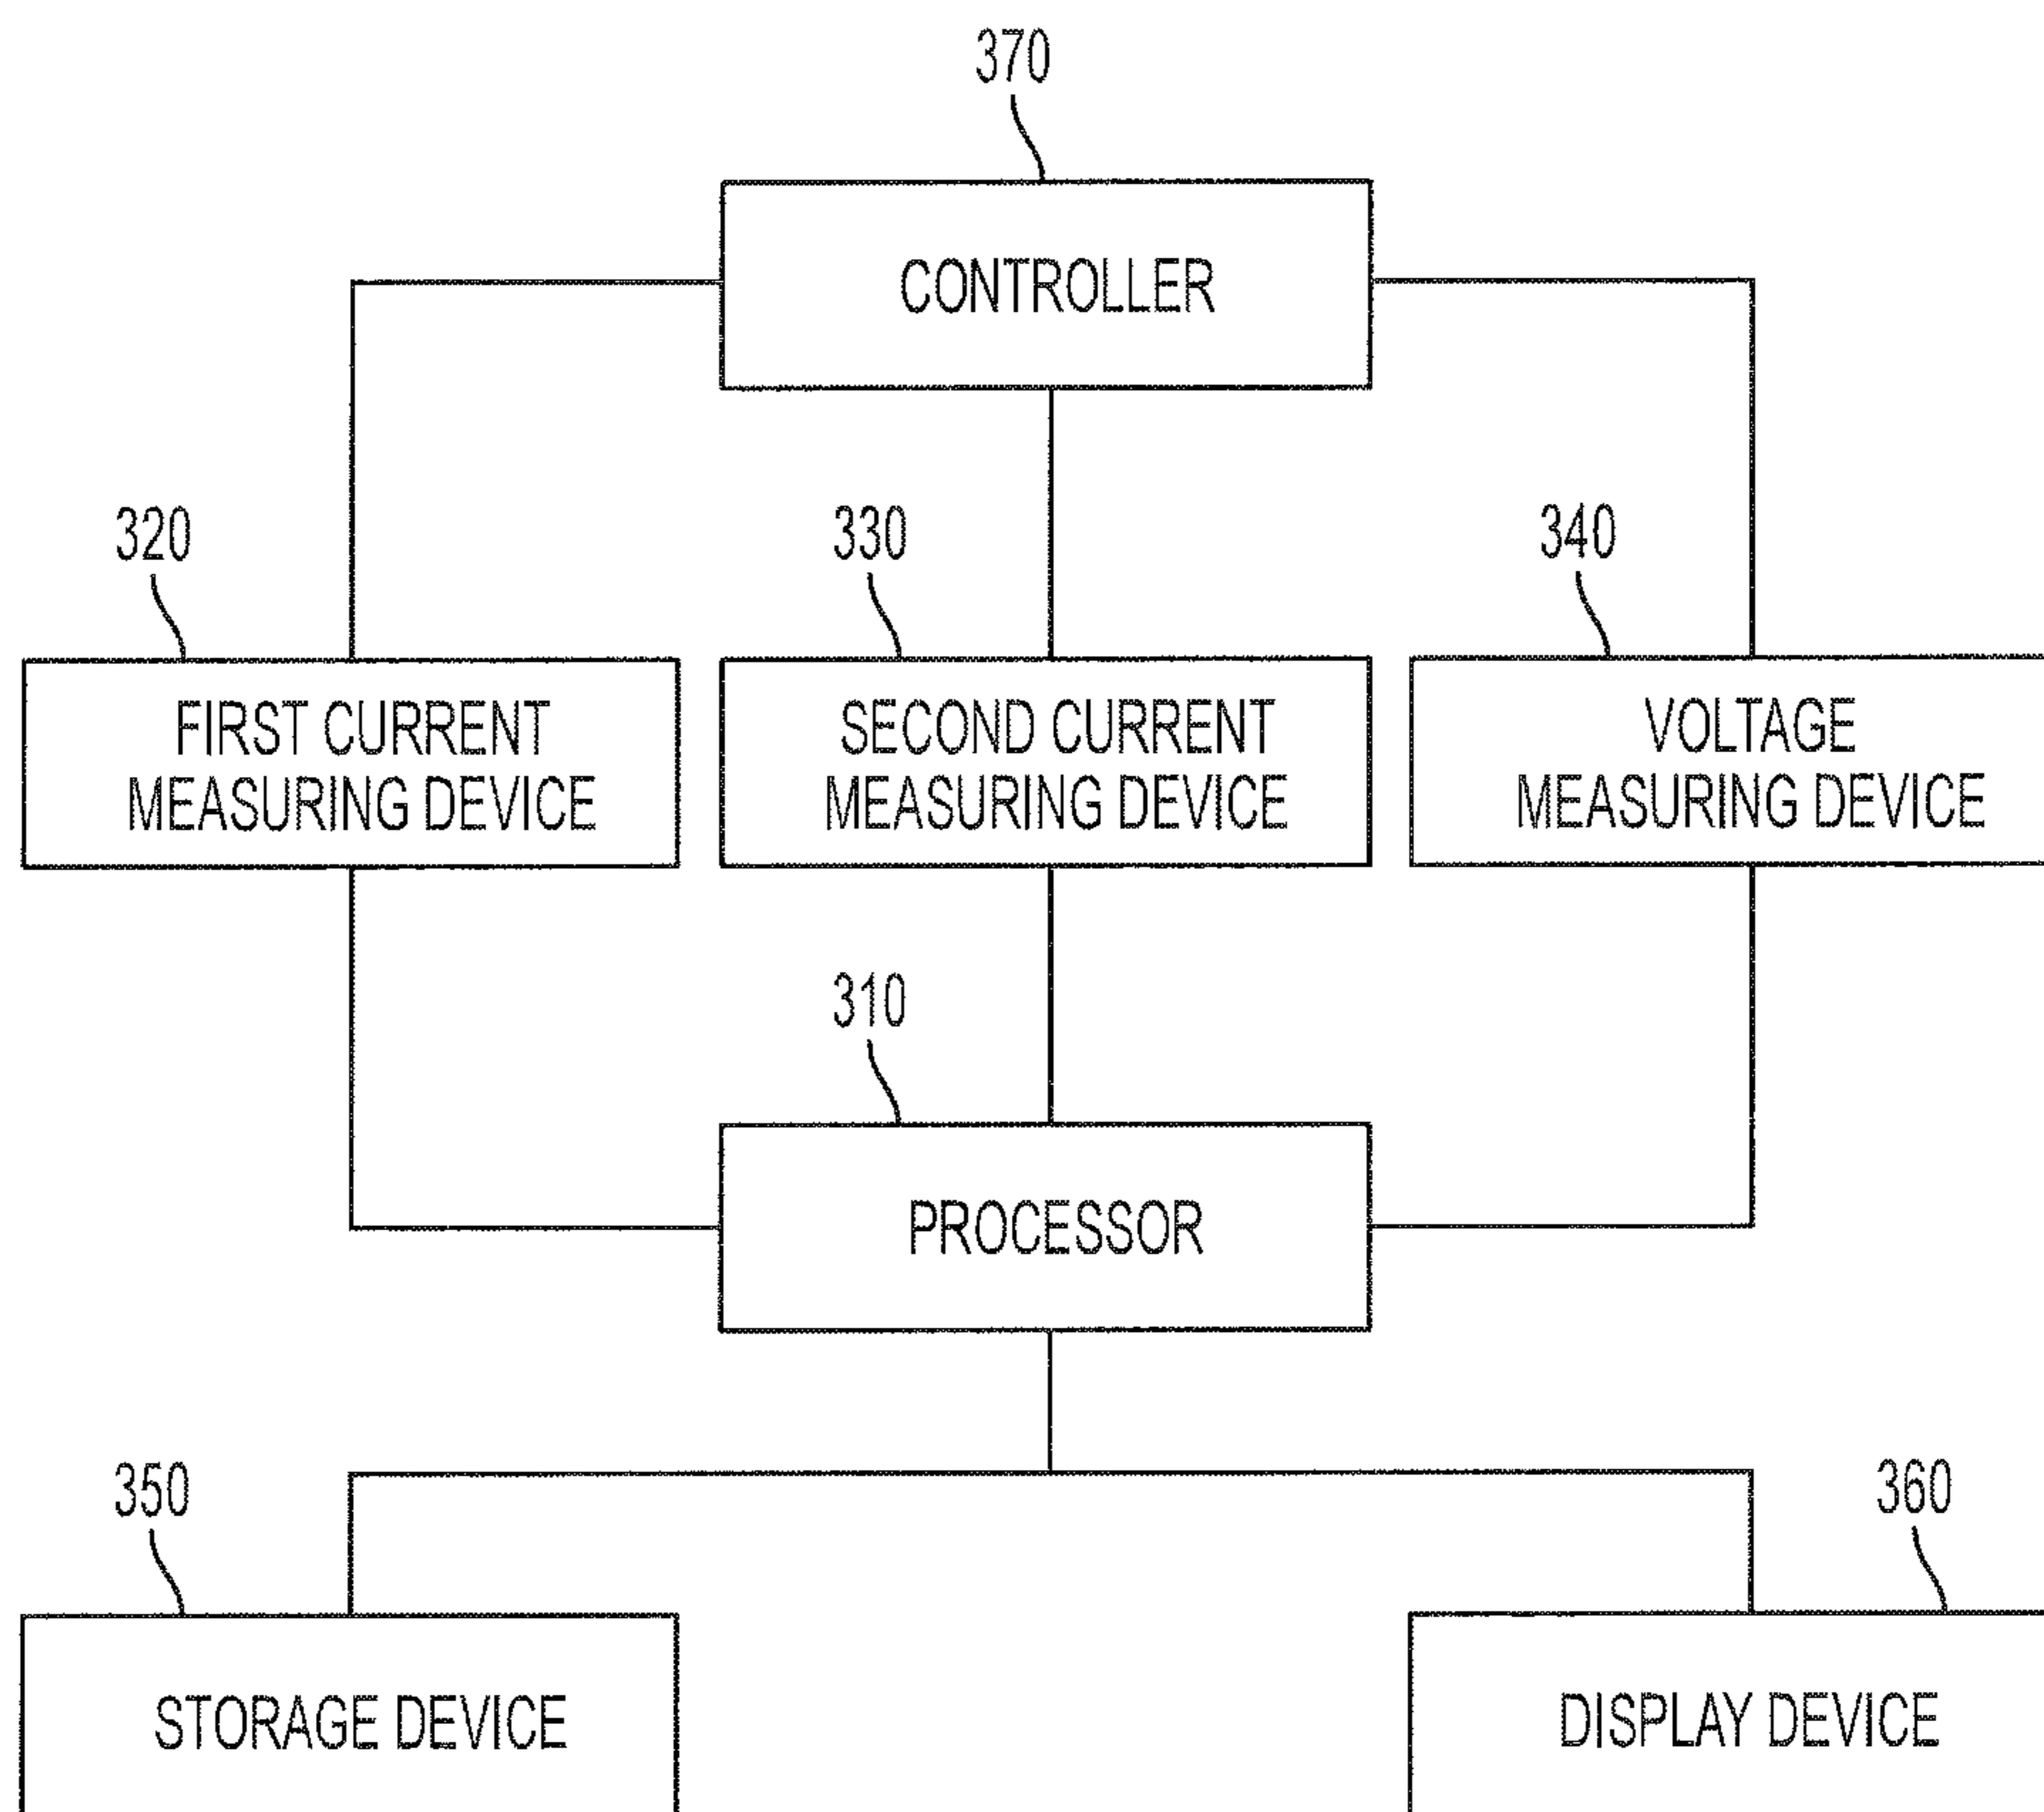 370
CONTROLLER
320
330
340
FIRST CURRENT
MEASURING DEVICE
SECOND CURRENT
MEASURING DEVICE
VOLTAGE
MEASURING DEVICE
310
PROCESSOR
350
360
STORAGE DEVICE
DISPLAY DEVICE